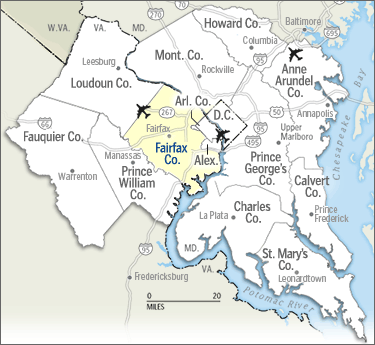 W. VA.
VA.
MD.
270
Howard Co.
Columbia
Baltimore
695
95
Mont. Co.
Leesburg
Loudoun Co.
Rockville
Anne
Arundel
Co.
Arl. Co.
D.C.
267
50
Annapolis
Chesapeake Bay
66
Fairfax
Fairfax
Co.
Alex.
495
Upper
Marlboro
Fauquier Co.
Manassas
Prince
William
Co.
Prince
George's
Co.
Warrenton
Calvert
Co.
Charles
Co.
La Plata
Prince
Frederick
95
MD.
VA.
St. Mary's
Co.
Leonardtown
Fredericksburg
Potomac River
0
20
MILES